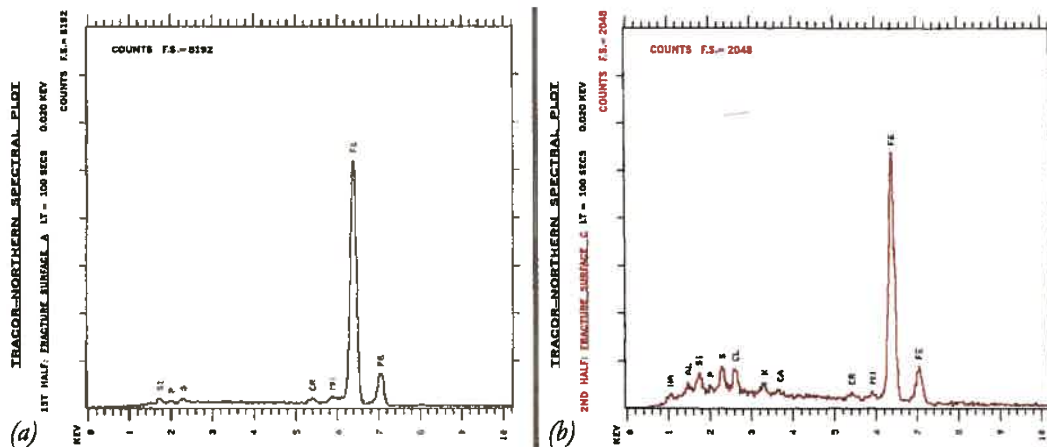 TRACOR–NORTHERN SPECTRAL PLOT
1ST HALF: FRACTURE SURFACE A LT = 100 SECS 0.020 KEV
COUNTS F.S.= 8192
COUNTS F.S.= 8192
SI
P
S
CR
FE
FE
KEV
0 1 2 3 4 5 6 7 8 9 10
(a)
TRACOR–NORTHERN SPECTRAL PLOT
2ND HALF: FRACTURE SURFACE C LT = 100 SECS 0.020 KEV
COUNTS F.S.= 2048
COUNTS F.S.= 2048
NA
AL
SI
P
S
CL
K
CA
CR
FE
FE
KEV
0 1 2 3 4 5 6 7 8 9 10
(b)